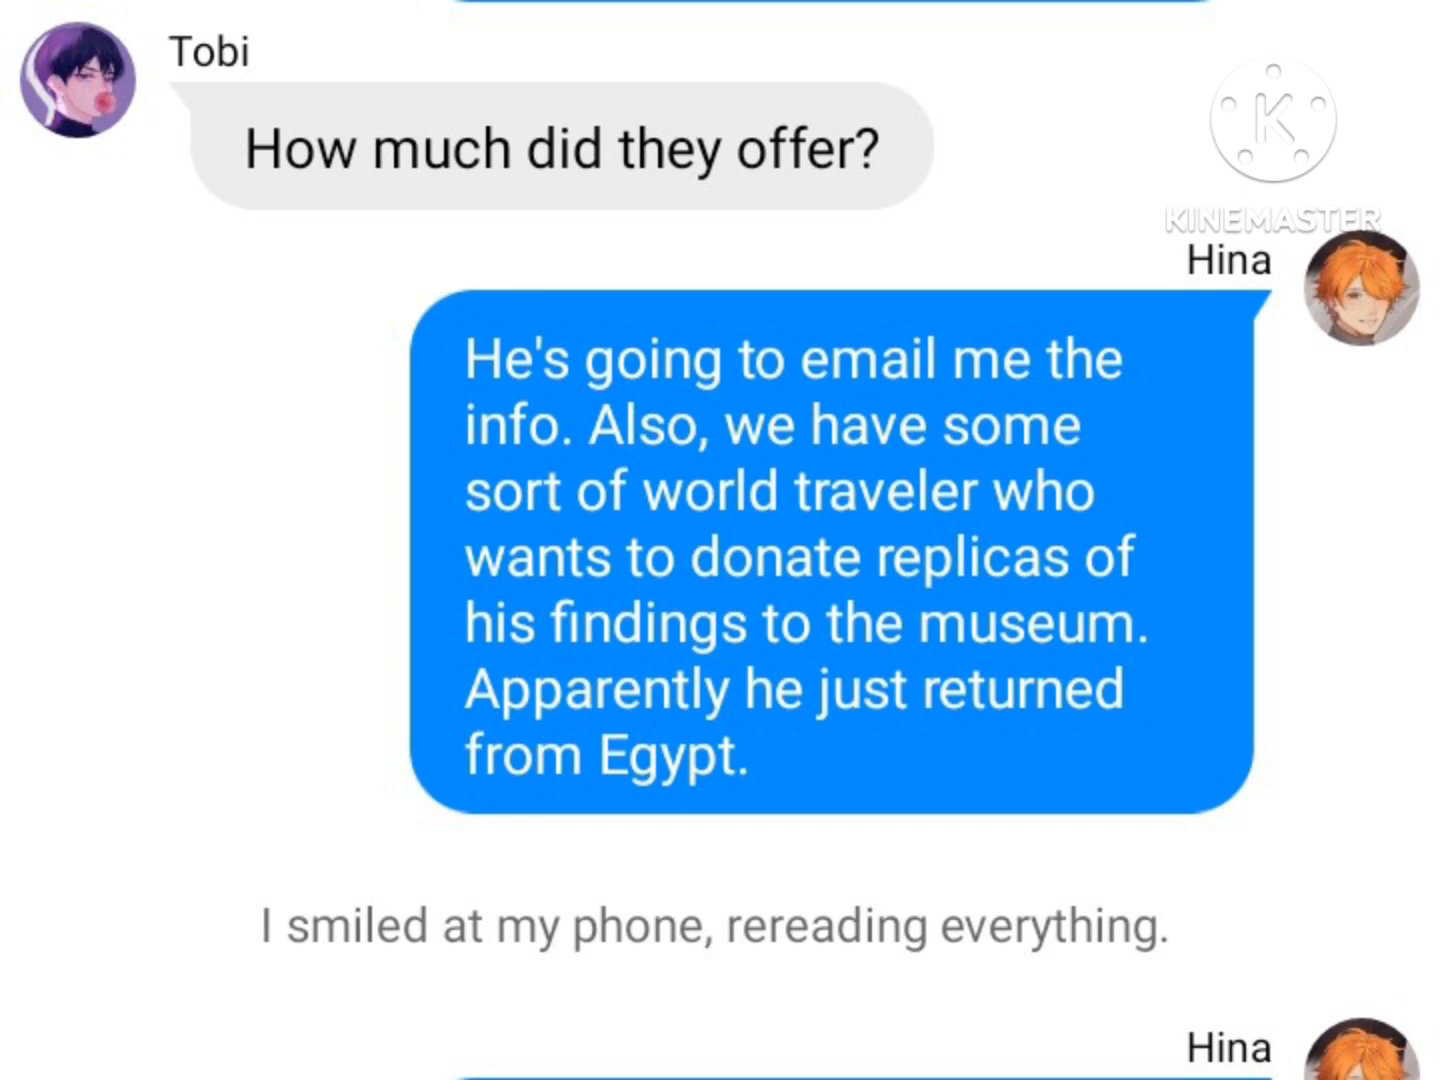 Tobi
How much did they offer?
K
KINEMASTER
Hina
He's going to email me the
info. Also, we have some
sort of world traveler who
wants to donate replicas of
his findings to the museum.
Apparently he just returned
from Egypt.
I smiled at my phone, rereading everything.
Hina